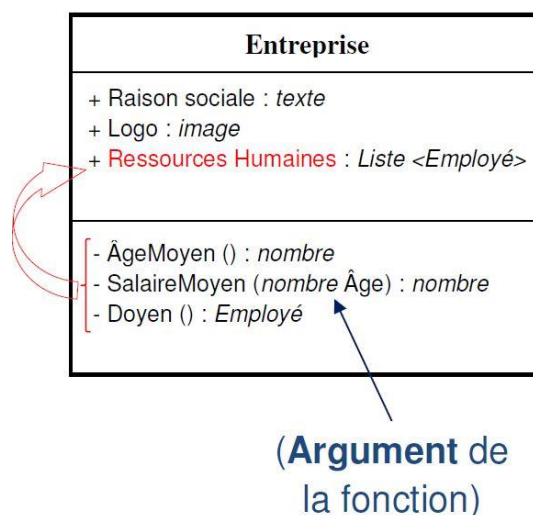 Entreprise
+ Raison sociale : texte
+ Logo : image
+ Ressources Humaines : Liste <Employé>
- ÂgeMoyen () : nombre
- SalaireMoyen (nombre Âge) : nombre
- Doyen () : Employé
(Argument de
la fonction)